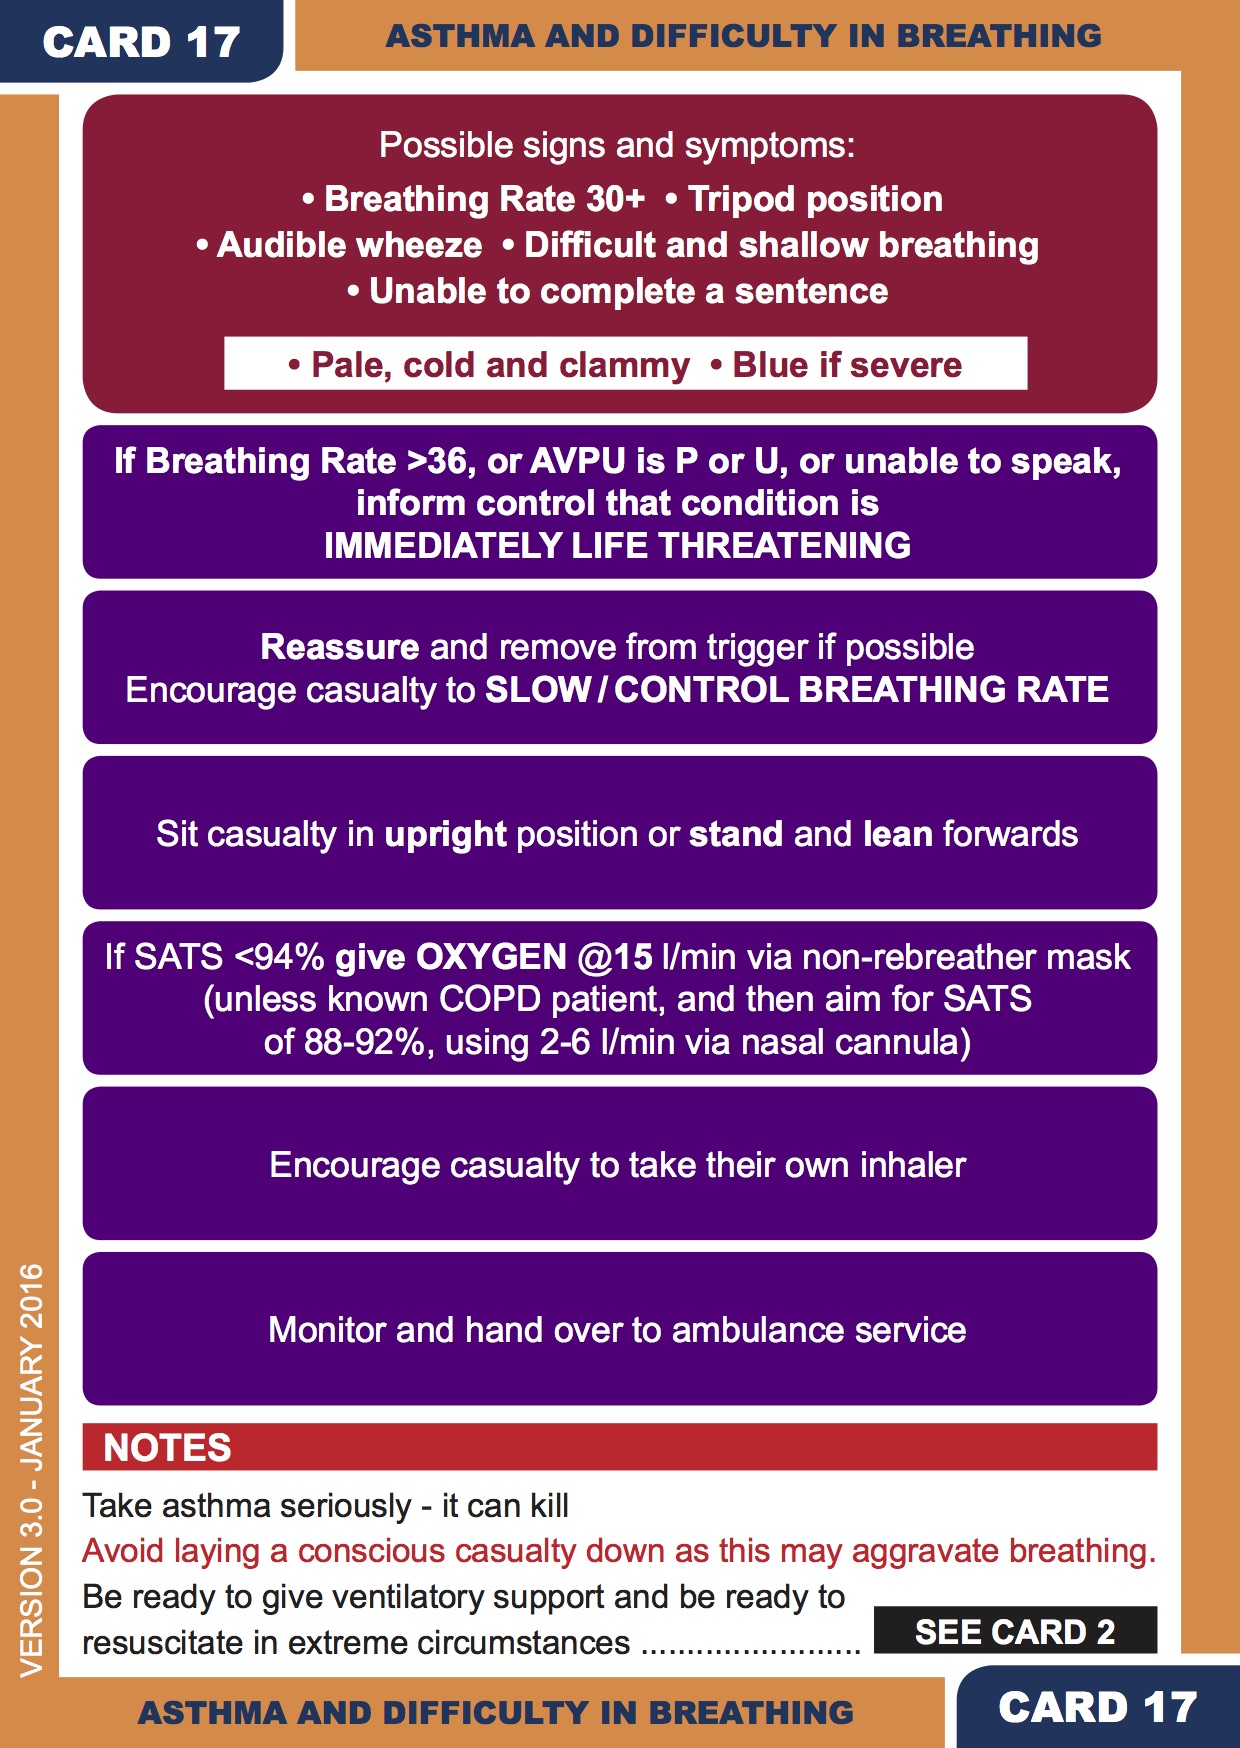 CARD 17
ASTHMA AND DIFFICULTY IN BREATHING
Possible signs and symptoms:
• Breathing Rate 30+ • Tripod position
• Audible wheeze • Difficult and shallow breathing
• Unable to complete a sentence
• Pale, cold and clammy • Blue if severe
If Breathing Rate >36, or AVPU is P or U, or unable to speak,
inform control that condition is
IMMEDIATELY LIFE THREATENING
Reassure and remove from trigger if possible
Encourage casualty to SLOW / CONTROL BREATHING RATE
Sit casualty in upright position or stand and lean forwards
If SATS <94% give OXYGEN @15 l/min via non-rebreather mask
(unless known COPD patient, and then aim for SATS
of 88-92%, using 2-6 l/min via nasal cannula)
Encourage casualty to take their own inhaler
Monitor and hand over to ambulance service
NOTES
Take asthma seriously - it can kill
Avoid laying a conscious casualty down as this may aggravate breathing.
Be ready to give ventilatory support and be ready to
resuscitate in extreme circumstances ........................
SEE CARD 2
VERSION 3.0 - JANUARY 2016
ASTHMA AND DIFFICULTY IN BREATHING
CARD 17